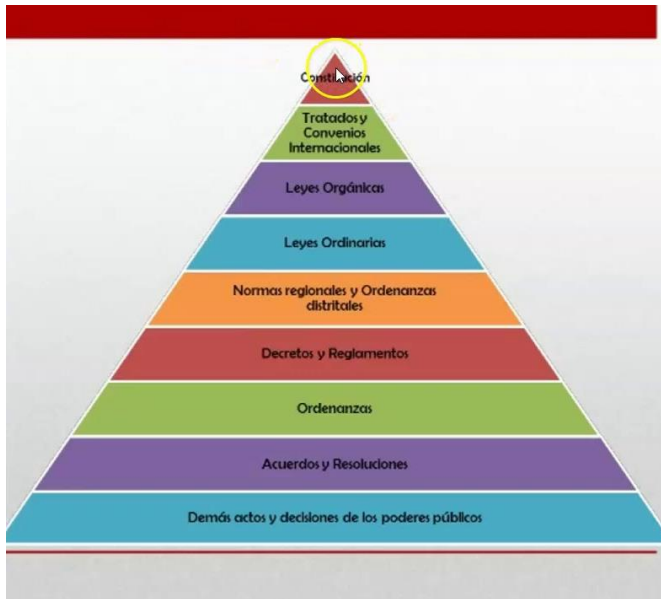 Constitución
Tratados y
Convenios
Internacionales
Leyes Orgánicas
Leyes Ordinarias
Normas regionales y Ordenanzas
distritales
Decretos y Reglamentos
Ordenanzas
Acuerdos y Resoluciones
Demás actos y decisiones de los poderes públicos